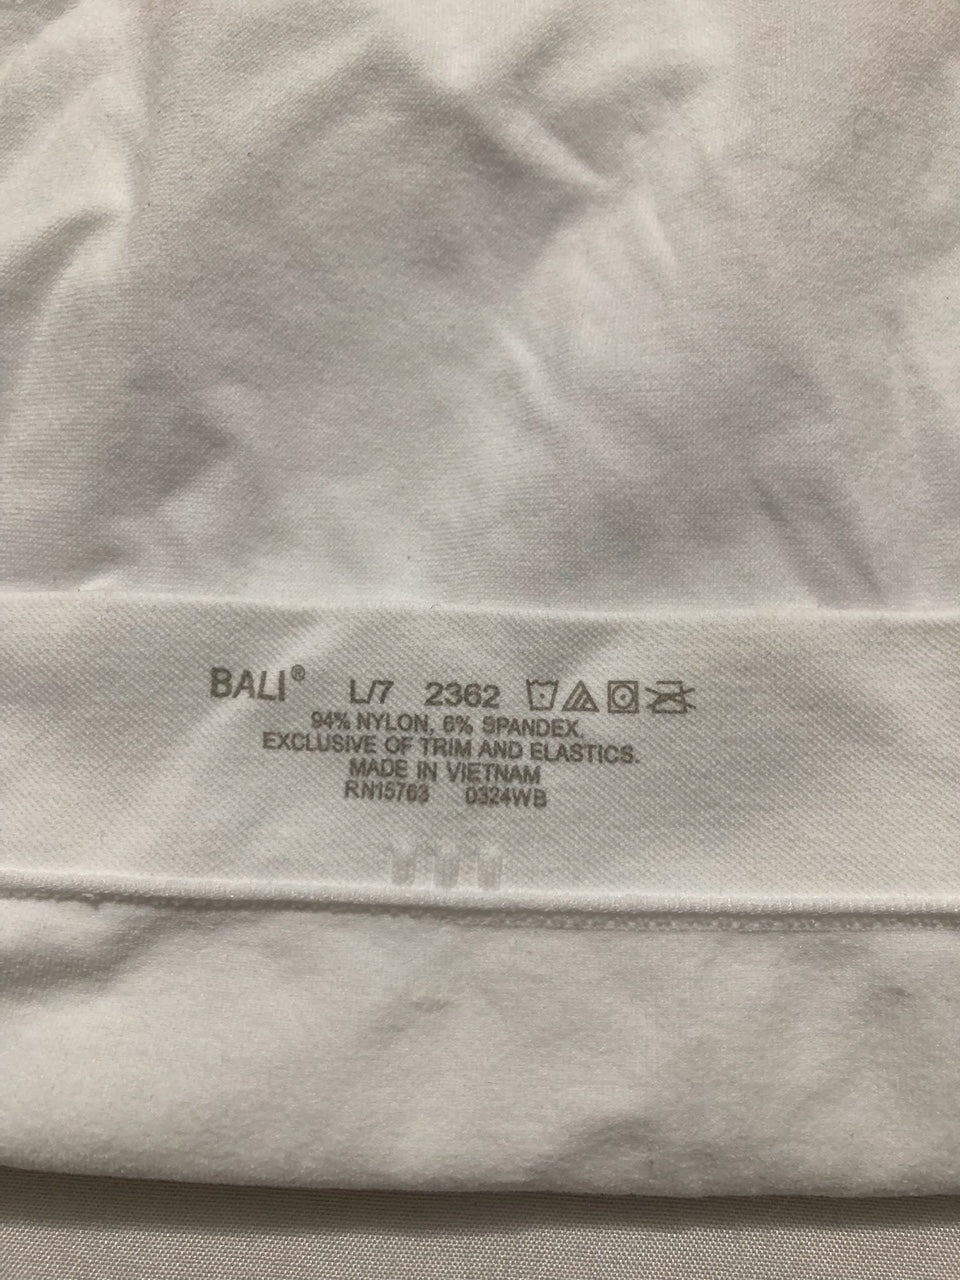 BALI® L/7 2362
94% NYLON, 6% SPANDEX.
EXCLUSIVE OF TRIM AND ELASTICS.
MADE IN VIETNAM
RN15763 0324WB